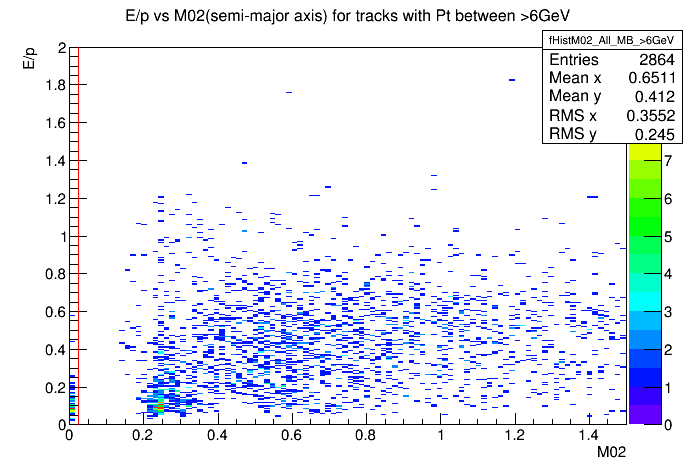 E/p vs M02(semi-major axis) for tracks with Pt between >6GeV
fHistM02_All_MB_>6GeV
Entries 2864
Mean x 0.6511
Mean y 0.412
RMS x 0.3552
RMS y 0.245
E/p
2
1.8
1.6
1.4
1.2
1
0.8
0.6
0.4
0.2
0
0 0.2 0.4 0.6 0.8 1 1.2 1.4
M02
7
6
5
4
3
2
1
0